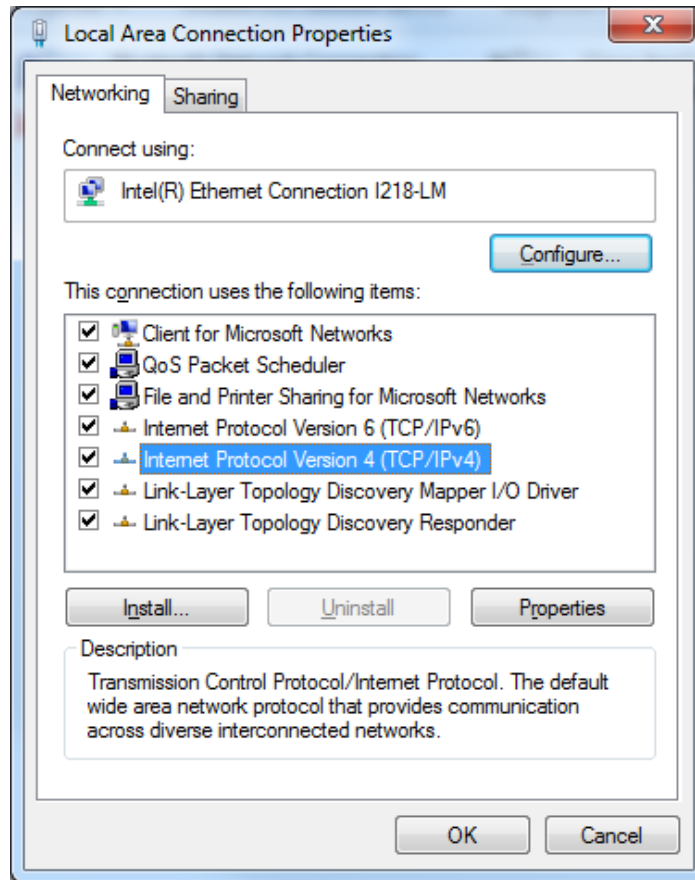 Local Area Connection Properties
Networking
Sharing
Connect using:
Intel(R) Ethernet Connection I218-LM
Configure...
This connection uses the following items:
Client for Microsoft Networks
QoS Packet Scheduler
File and Printer Sharing for Microsoft Networks
Internet Protocol Version 6 (TCP/IPv6)
Internet Protocol Version 4 (TCP/IPv4)
Link-Layer Topology Discovery Mapper I/O Driver
Link-Layer Topology Discovery Responder
Install...
Uninstall
Properties
Description
Transmission Control Protocol/Internet Protocol. The default
wide area network protocol that provides communication
across diverse interconnected networks.
OK
Cancel